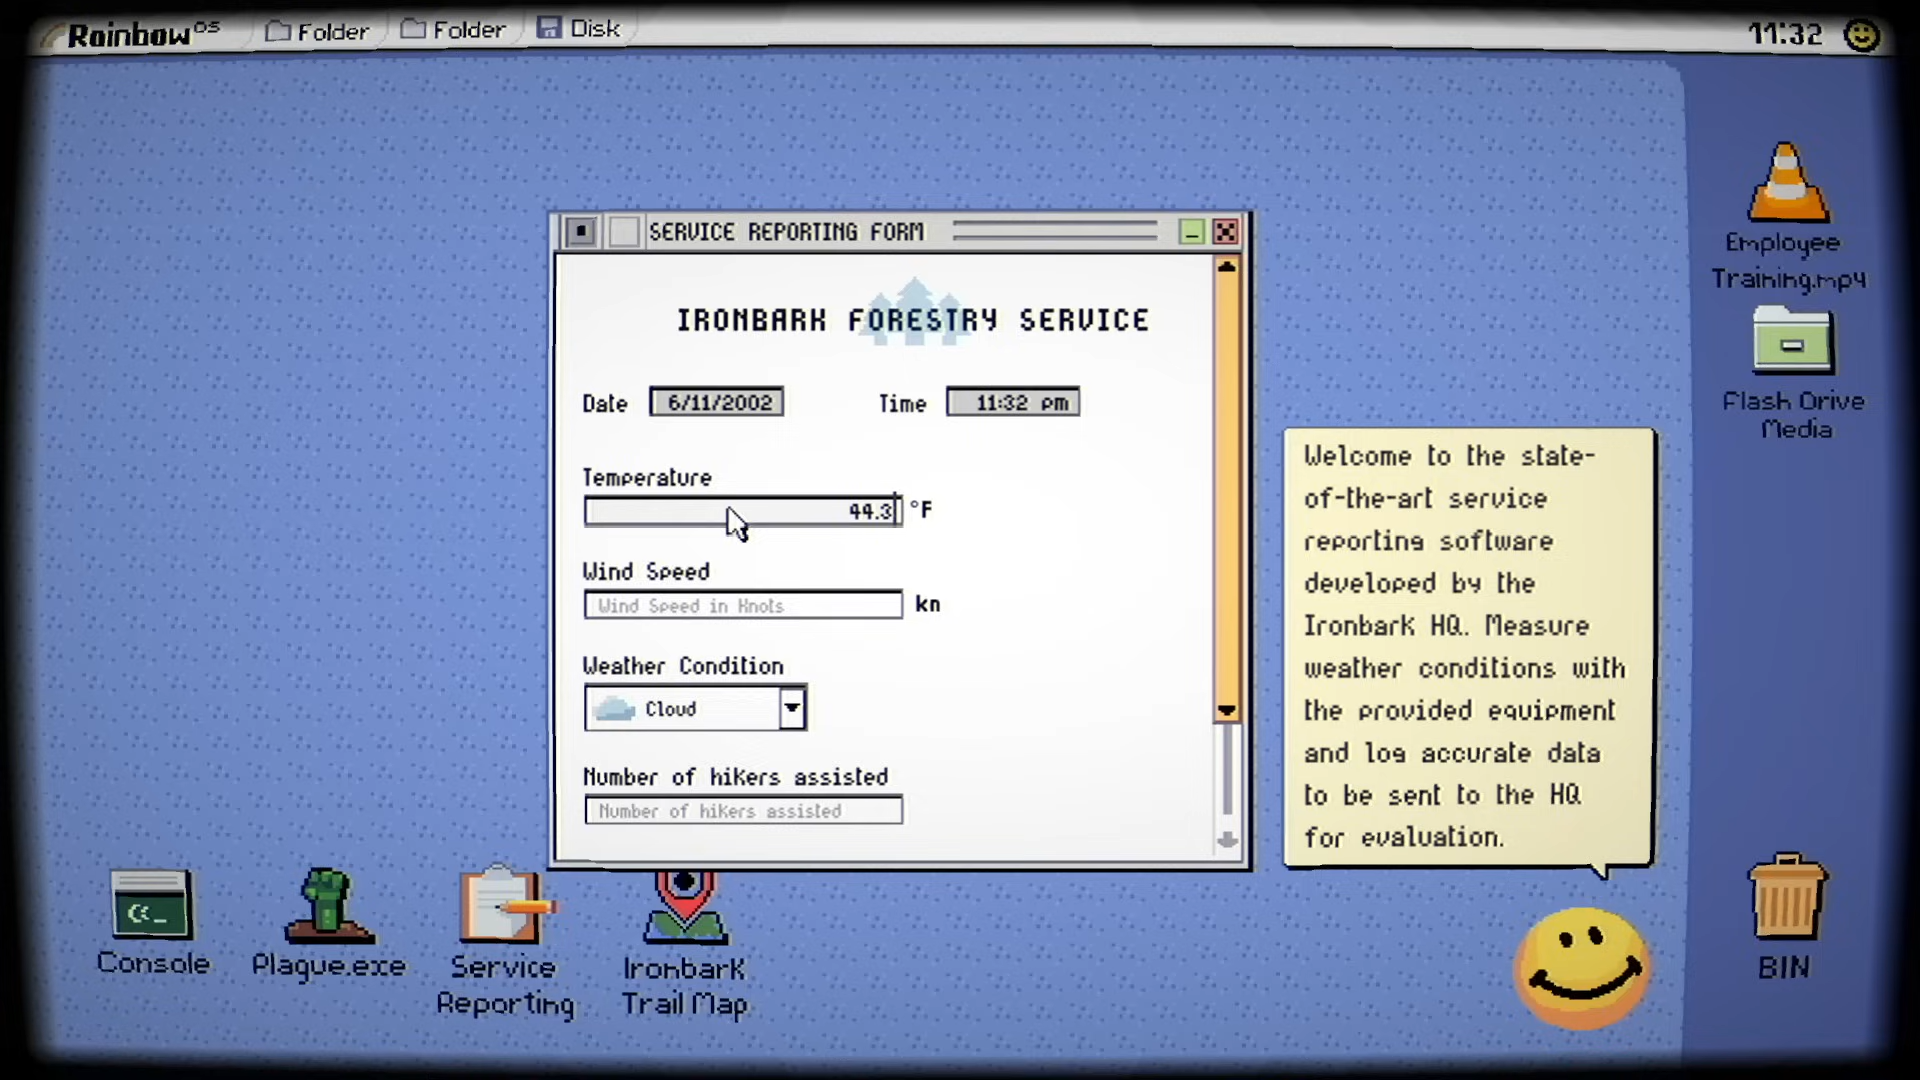 Rainbow OS Folder Folder Disk 11:32
SERVICE REPORTING FORM
IRONBARK FORESTRY SERVICE
Date 6/11/2002 Time 11:32 pm
Temperature
44.3 °F
Wind Speed
Wind Speed in Knots kn
Weather Condition
Cloud
Number of hikers assisted
Number of hikers assisted
Welcome to the state-
of-the-art service
reporting software
developed by the
Ironbark HQ. Measure
weather conditions with
the provided equipment
and log accurate data
to be sent to the HQ
for evaluation.
Employee
Training.mp4
Flash Drive
Media
Console
Plague.exe
Service
Reporting
Ironbark
Trail Map
BIN